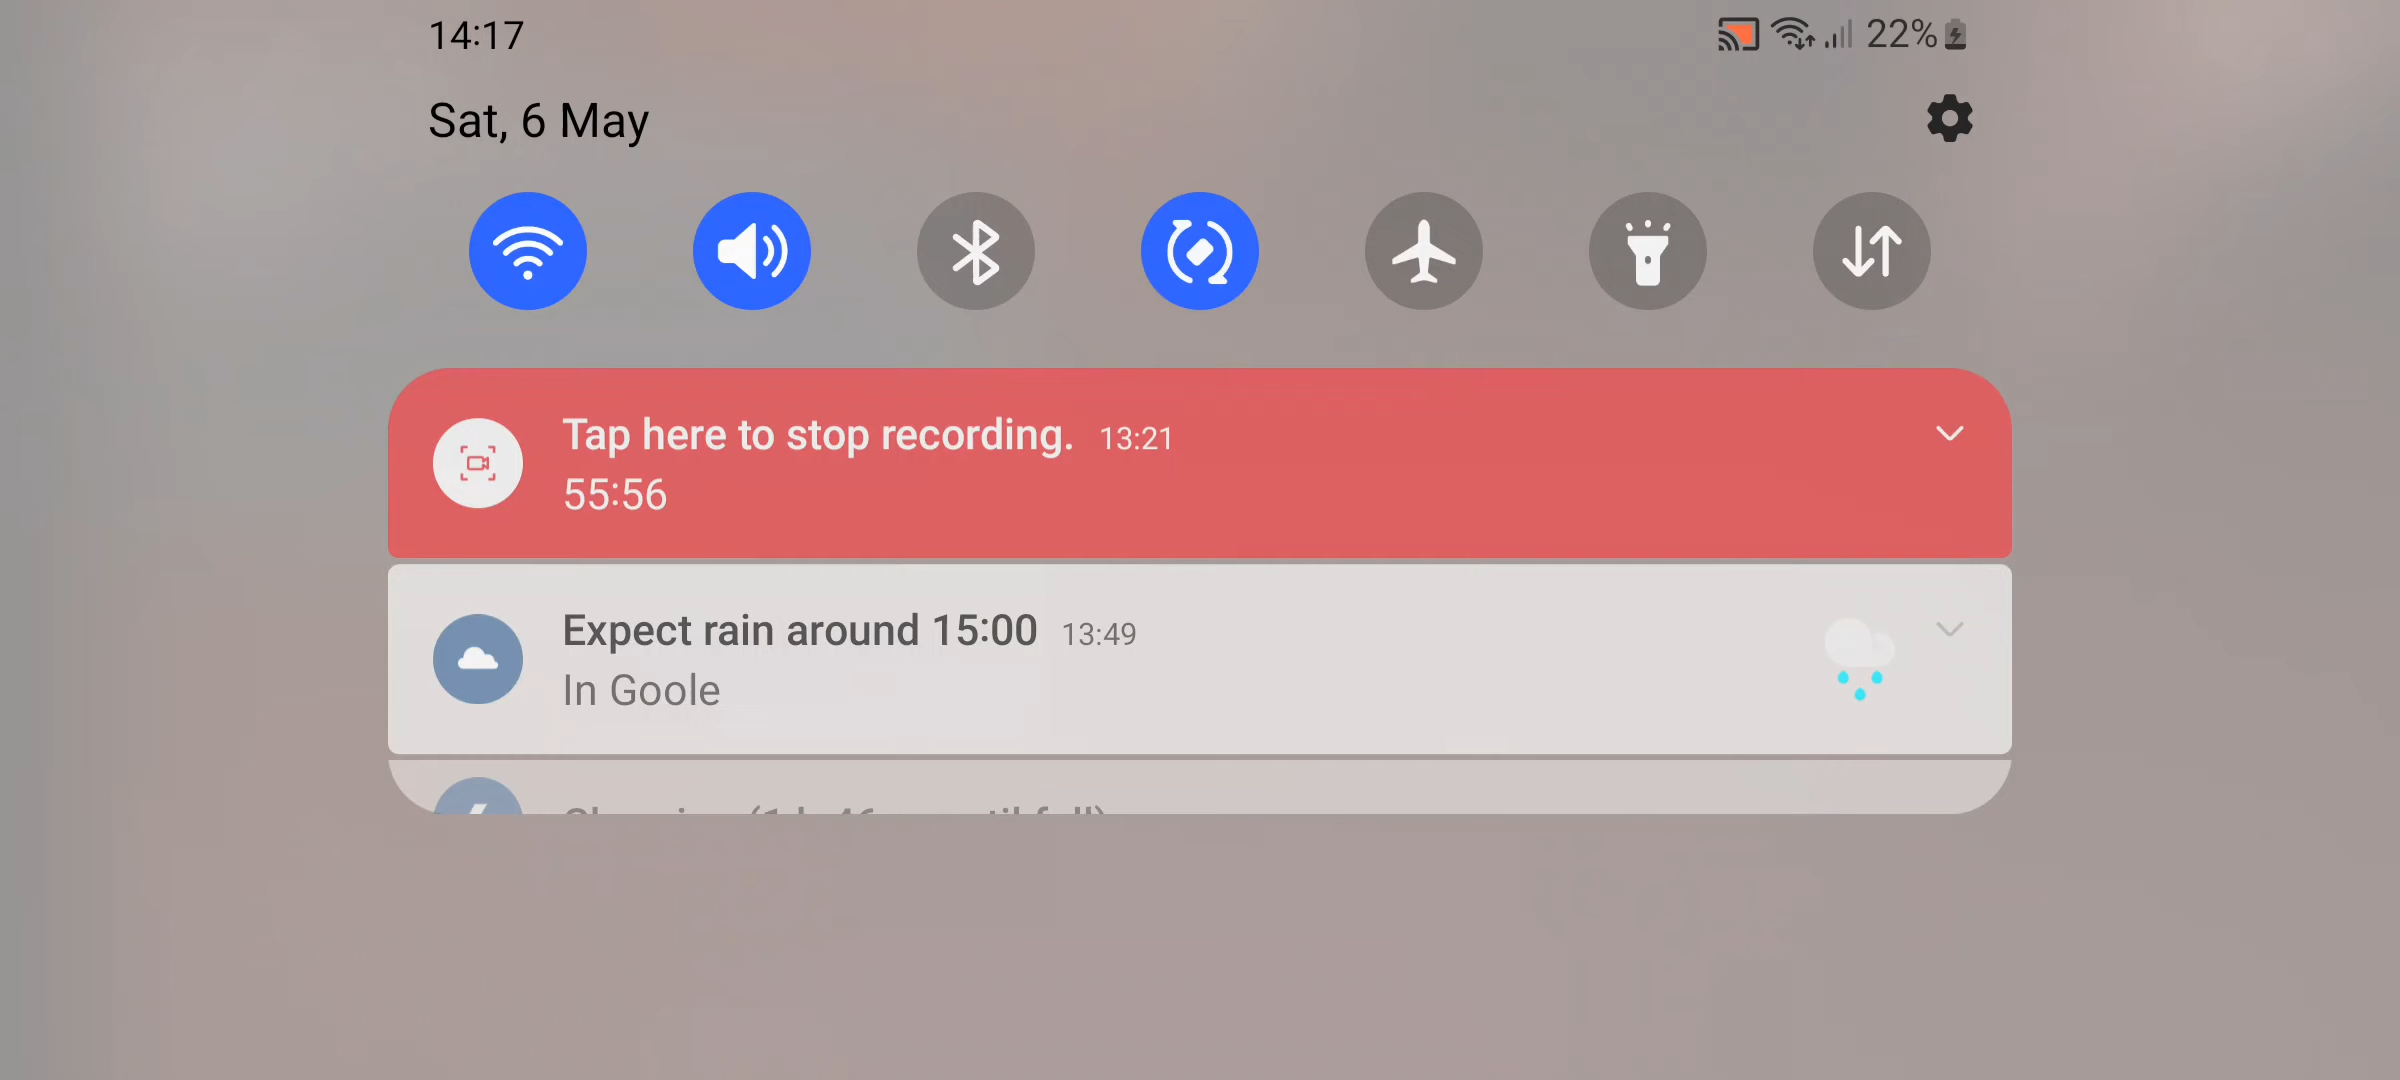 14:17
22%
Sat, 6 May
Tap here to stop recording. 13:21
55:56
Expect rain around 15:00 13:49
In Goole